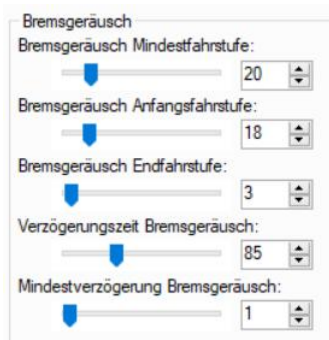 Bremsgeräusch
Bremsgeräusch Mindestfahrstufe:
20
Bremsgeräusch Anfangsfahrstufe:
18
Bremsgeräusch Endfahrstufe:
3
Verzögerungszeit Bremsgeräusch:
85
Mindestverzögerung Bremsgeräusch:
1